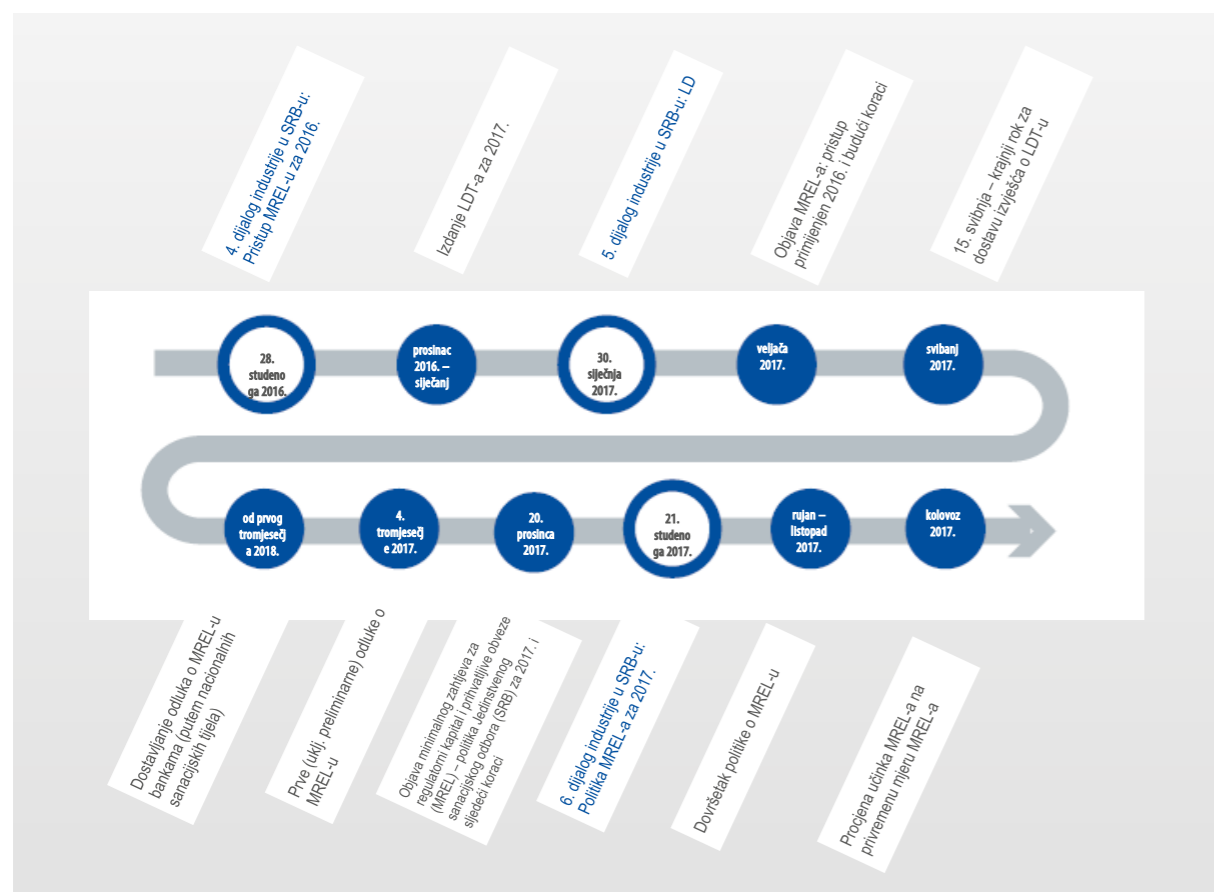 4. dijalog industrije u SRB-u:
Pristup MREL-u za 2016.
Izdanje LDT-a za 2017.
5. dijalog industrije u SRB-u: LD
Objava MREL-a: pristup
primijenjen 2016. i budući koraci
15. svibnja – krajnji rok za
dostavu izvješća o LDT-u
28.
studeno
ga 2016.
prosinac
2016. –
siječanj
30.
siječnja
2017.
veljača
2017.
svibanj
2017.
od prvog
tromjesečj
a 2018.
4.
tromjesečj
e 2017.
20.
prosinca
2017.
21.
studeno
ga 2017.
rujan –
listopad
2017.
kolovoz
2017.
Dostavljanje odluka o MREL-u
bankama (putem nacionalnih
sanacijskih tijela)
Prve (uklj. preliminarne) odluke o
MREL-u
Objava minimalnog zahtjeva za
regulatorni kapital i prihvatljive obveze
(MREL) – politika Jedinstvenog
sanacijskog odbora (SRB) za 2017. i
sljedeći koraci
6. dijalog industrije u SRB-u:
Politika MREL-a za 2017.
Dovršetak politike o MREL-u
Procjena učinka MREL-a na
privremenu mjeru MREL-a